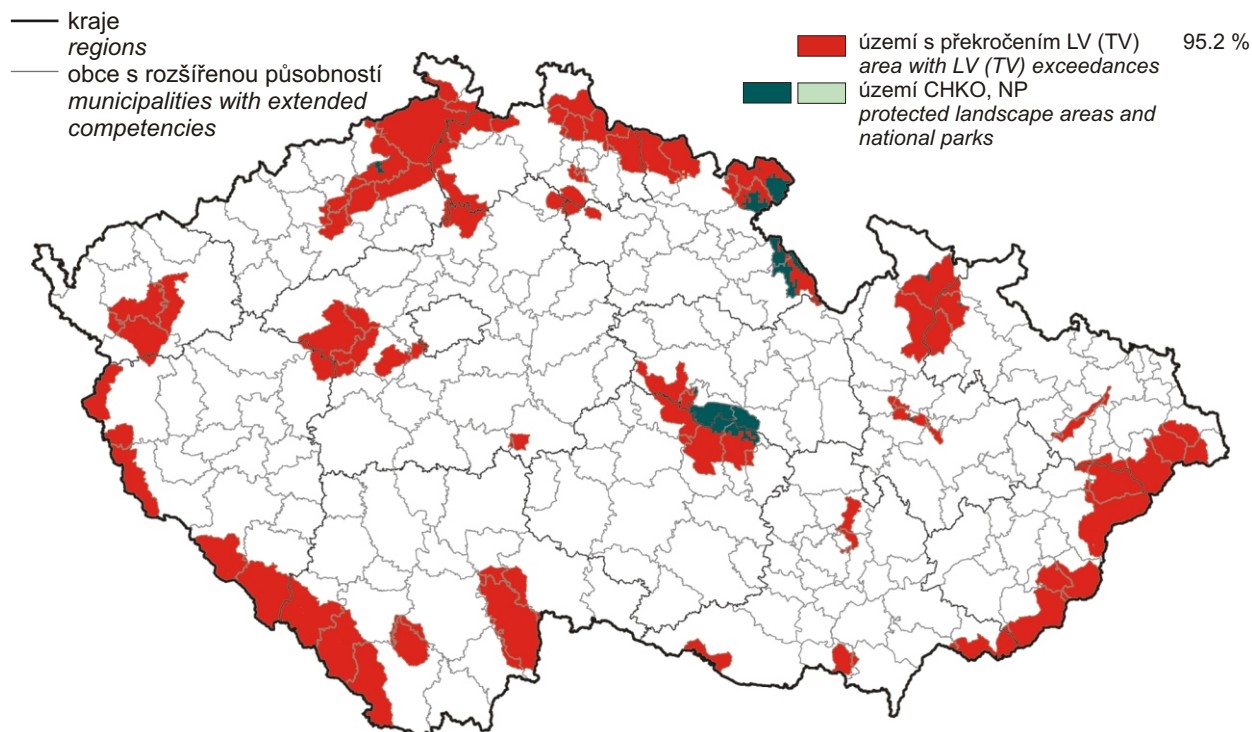 kraje
regions
obce s rozšířenou působností
municipalities with extended
competencies
území s překročením LV (TV) 95.2 %
area with LV (TV) exceedances
území CHKO, NP
protected landscape areas and
national parks